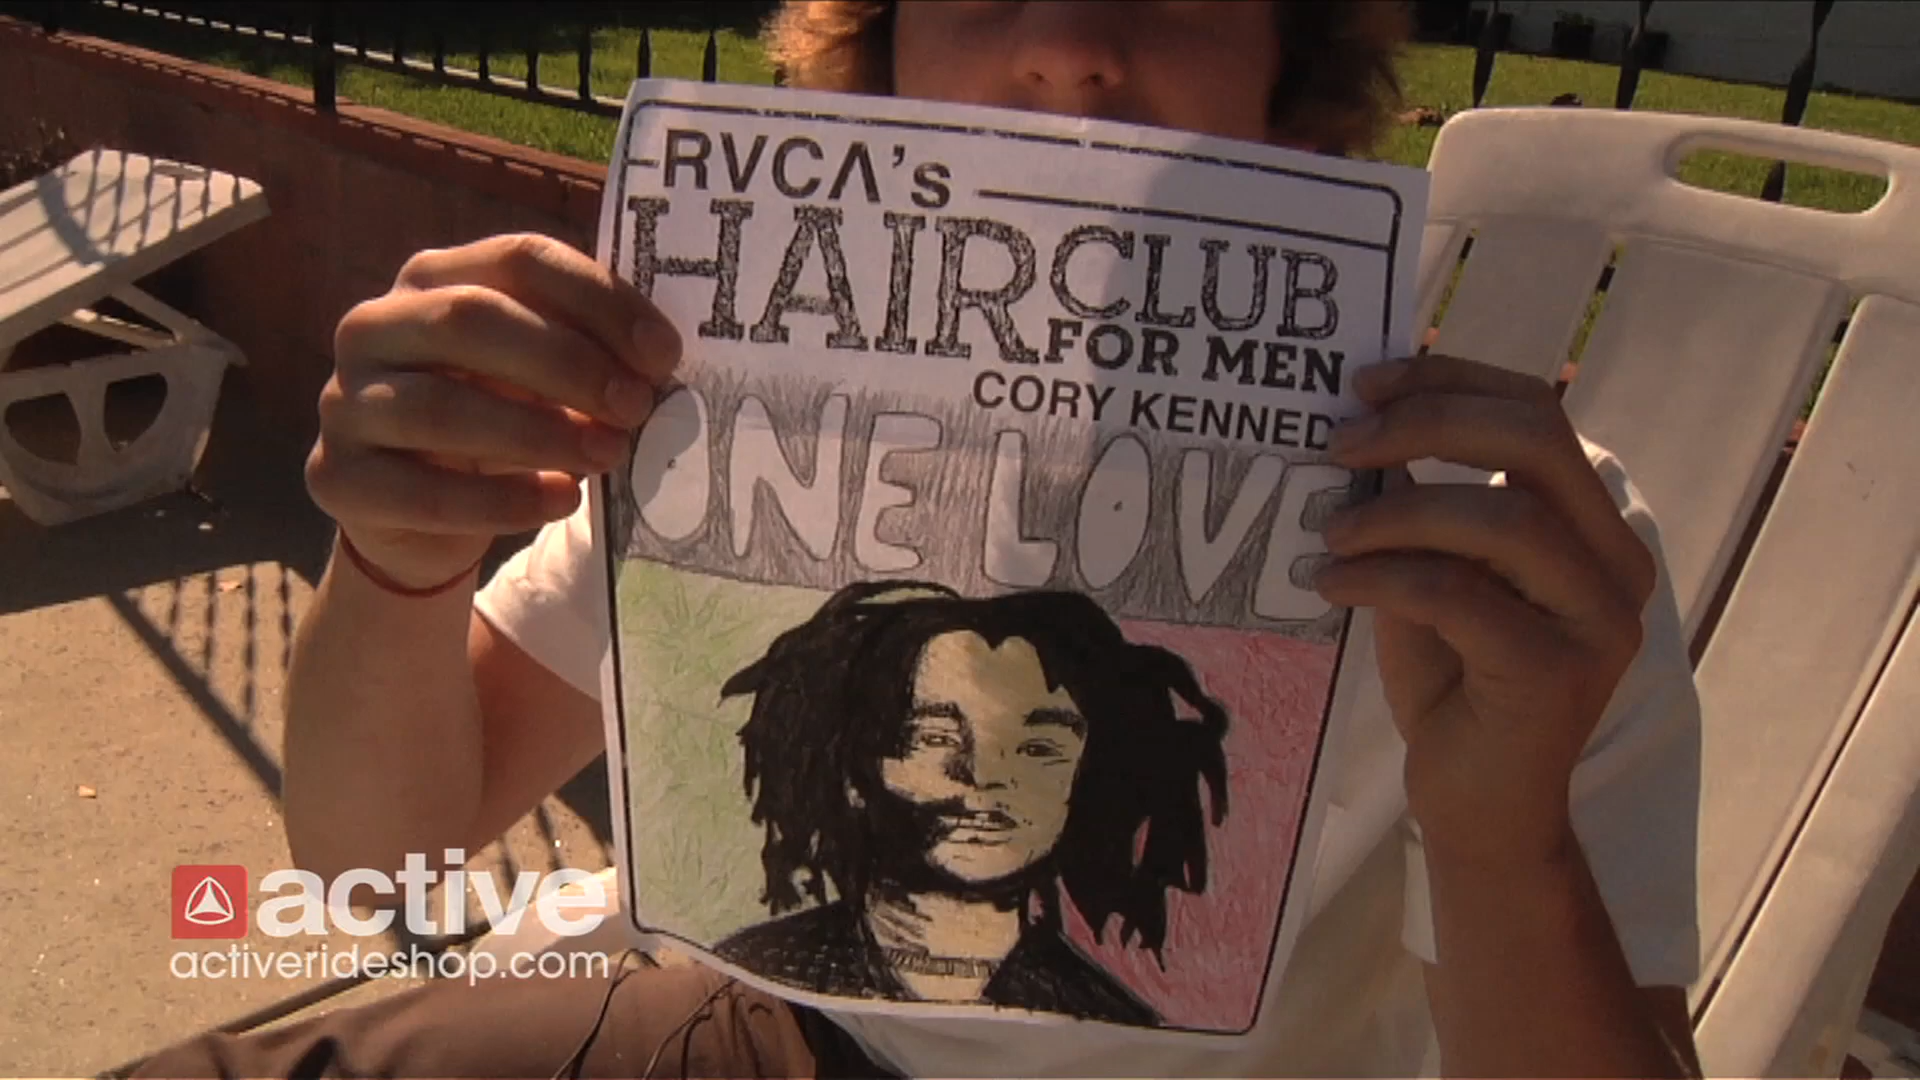 RVCA's
HAIR CLUB
FOR MEN
CORY KENNED
ONE LOVE
active
activerideshop.com